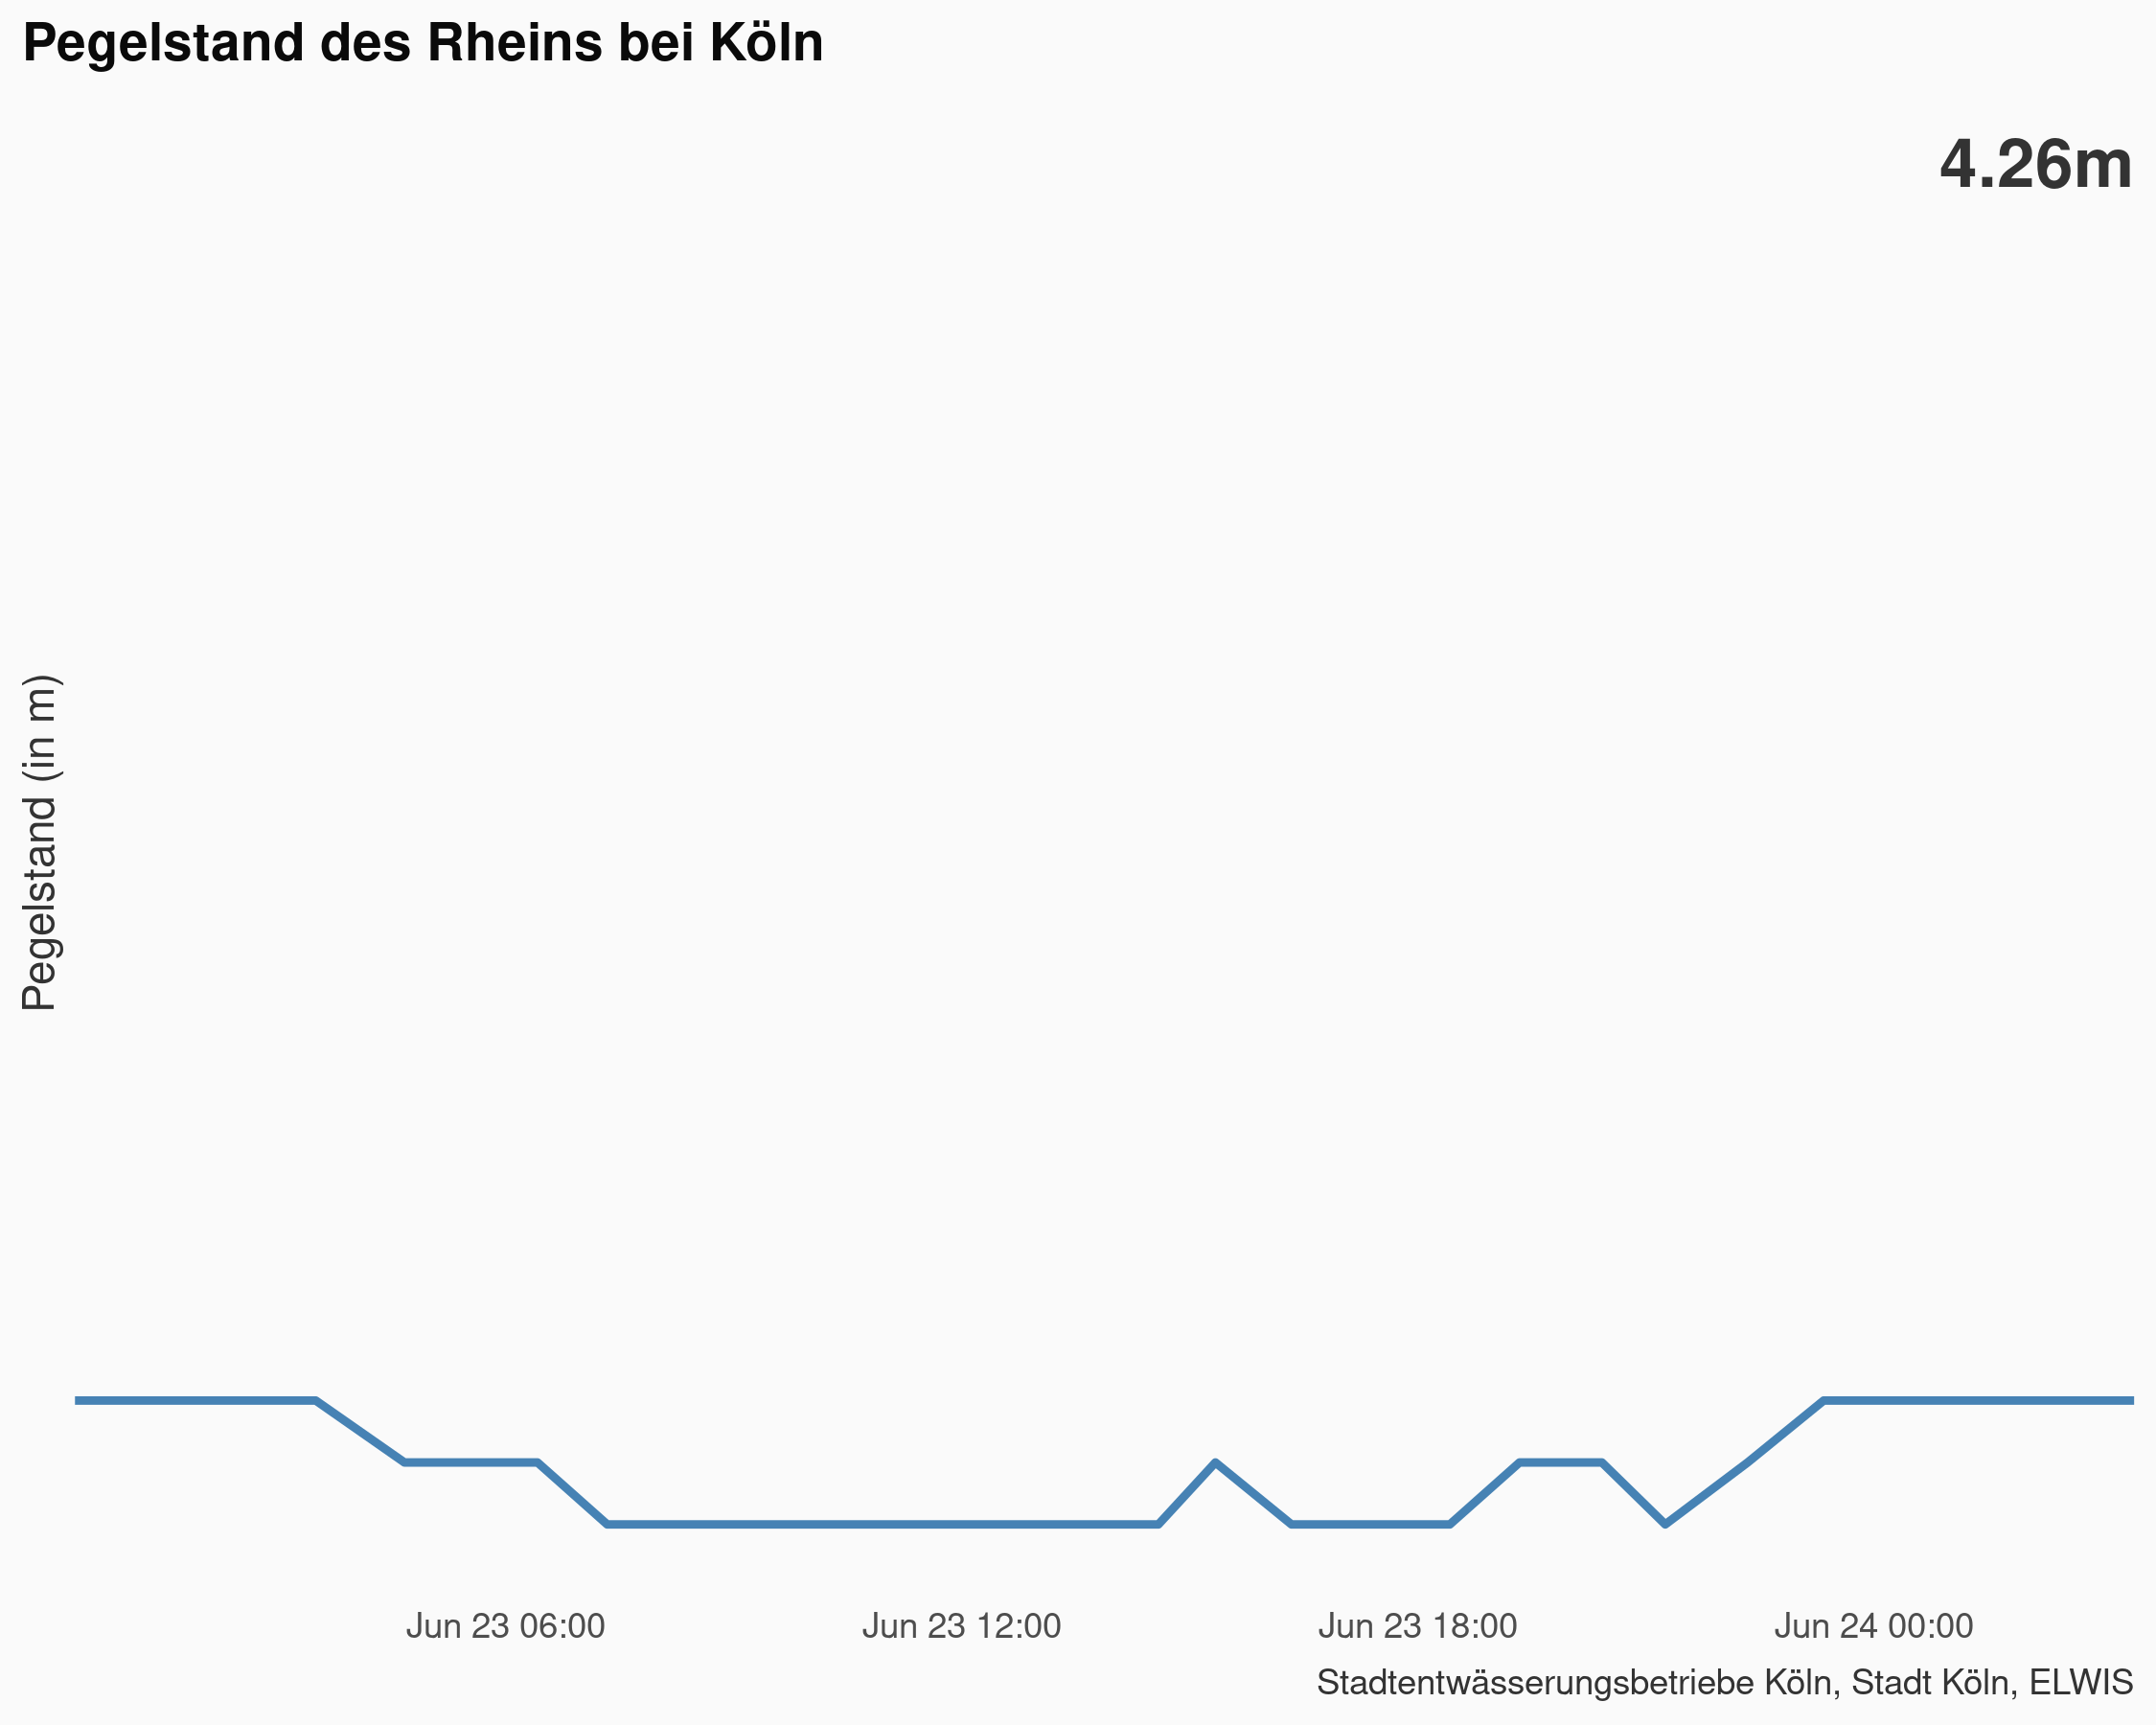 Pegelstand des Rheins bei Köln
4.26m
Pegelstand (in m)
Jun 23 06:00
Jun 23 12:00
Jun 23 18:00
Jun 24 00:00
Stadtentwässerungsbetriebe Köln, Stadt Köln, ELWIS